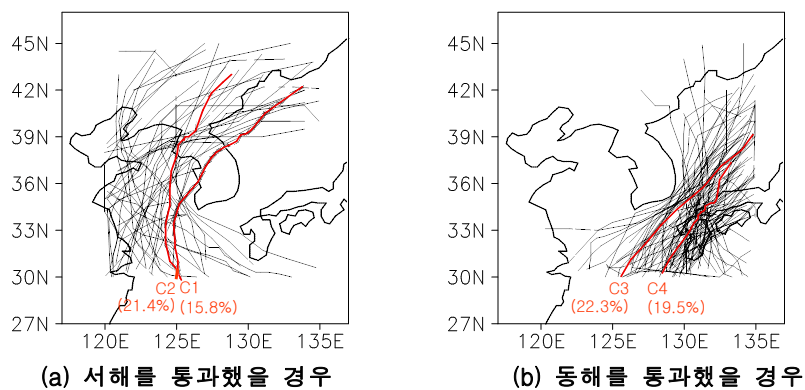 45N
42N
39N
36N
33N
30N
27N
C2 C1
(21.4%) (15.8%)
120E 125E 130E 135E
(a) 서해를 통과했을 경우
45N
42N
39N
36N
33N
30N
27N
C3 C4
(22.3%) (19.5%)
120E 125E 130E 135E
(b) 동해를 통과했을 경우